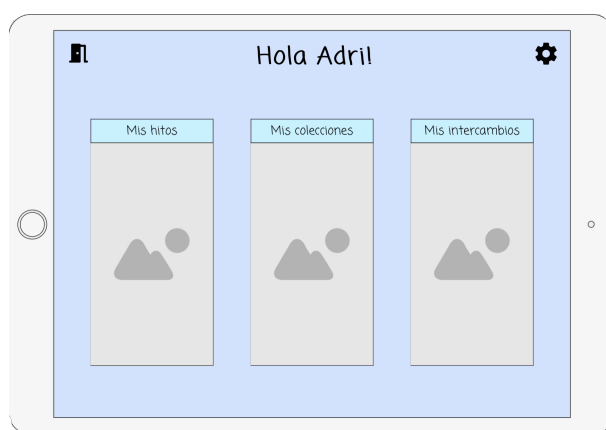 Hola Adri!
Mis hitos
Mis colecciones
Mis intercambios